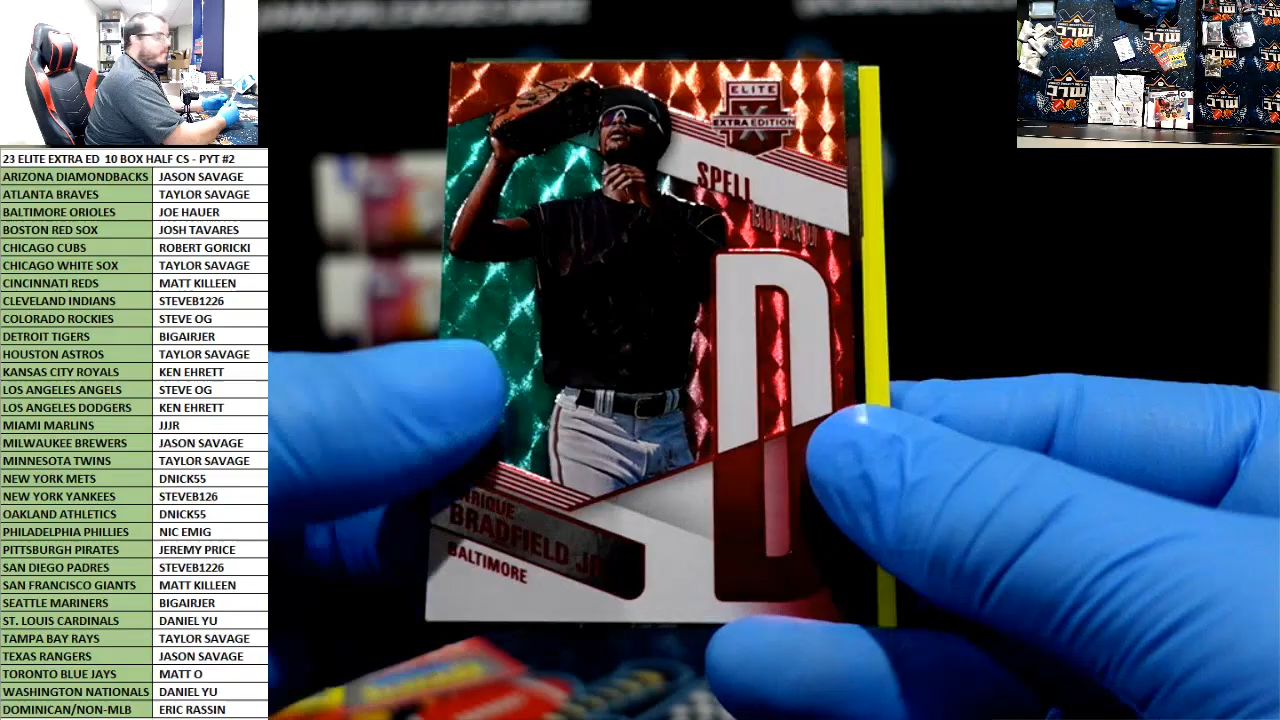 23 ELITE EXTRA ED 10 BOX HALF CS - PYT #2
ARIZONA DIAMONDBACKS JASON SAVAGE
ATLANTA BRAVES TAYLOR SAVAGE
BALTIMORE ORIOLES JOE HAUER
BOSTON RED SOX JOSH TAVARES
CHICAGO CUBS ROBERT GORICKI
CHICAGO WHITE SOX TAYLOR SAVAGE
CINCINNATI REDS MATT KILLEEN
CLEVELAND INDIANS STEVEB1226
COLORADO ROCKIES STEVE OG
DETROIT TIGERS BIGAIRJER
HOUSTON ASTROS TAYLOR SAVAGE
KANSAS CITY ROYALS KEN EHRETT
LOS ANGELES ANGELS STEVE OG
LOS ANGELES DODGERS KEN EHRETT
MIAMI MARLINS JJJR
MILWAUKEE BREWERS JASON SAVAGE
MINNESOTA TWINS TAYLOR SAVAGE
NEW YORK METS DNICK55
NEW YORK YANKEES STEVEB126
OAKLAND ATHLETICS DNICK55
PHILADELPHIA PHILLIES NIC EMIG
PITTSBURGH PIRATES JEREMY PRICE
SAN DIEGO PADRES STEVEB1226
SAN FRANCISCO GIANTS MATT KILLEEN
SEATTLE MARINERS BIGAIRJER
ST. LOUIS CARDINALS DANIEL YU
TAMPA BAY RAYS TAYLOR SAVAGE
TEXAS RANGERS JASON SAVAGE
TORONTO BLUE JAYS MATT O
WASHINGTON NATIONALS DANIEL YU
DOMINICAN/NON-MLB ERIC RASSIN
ELITE
X
EXTRA EDITION
SPELL
D
BRADFIELD JR
BALTIMORE